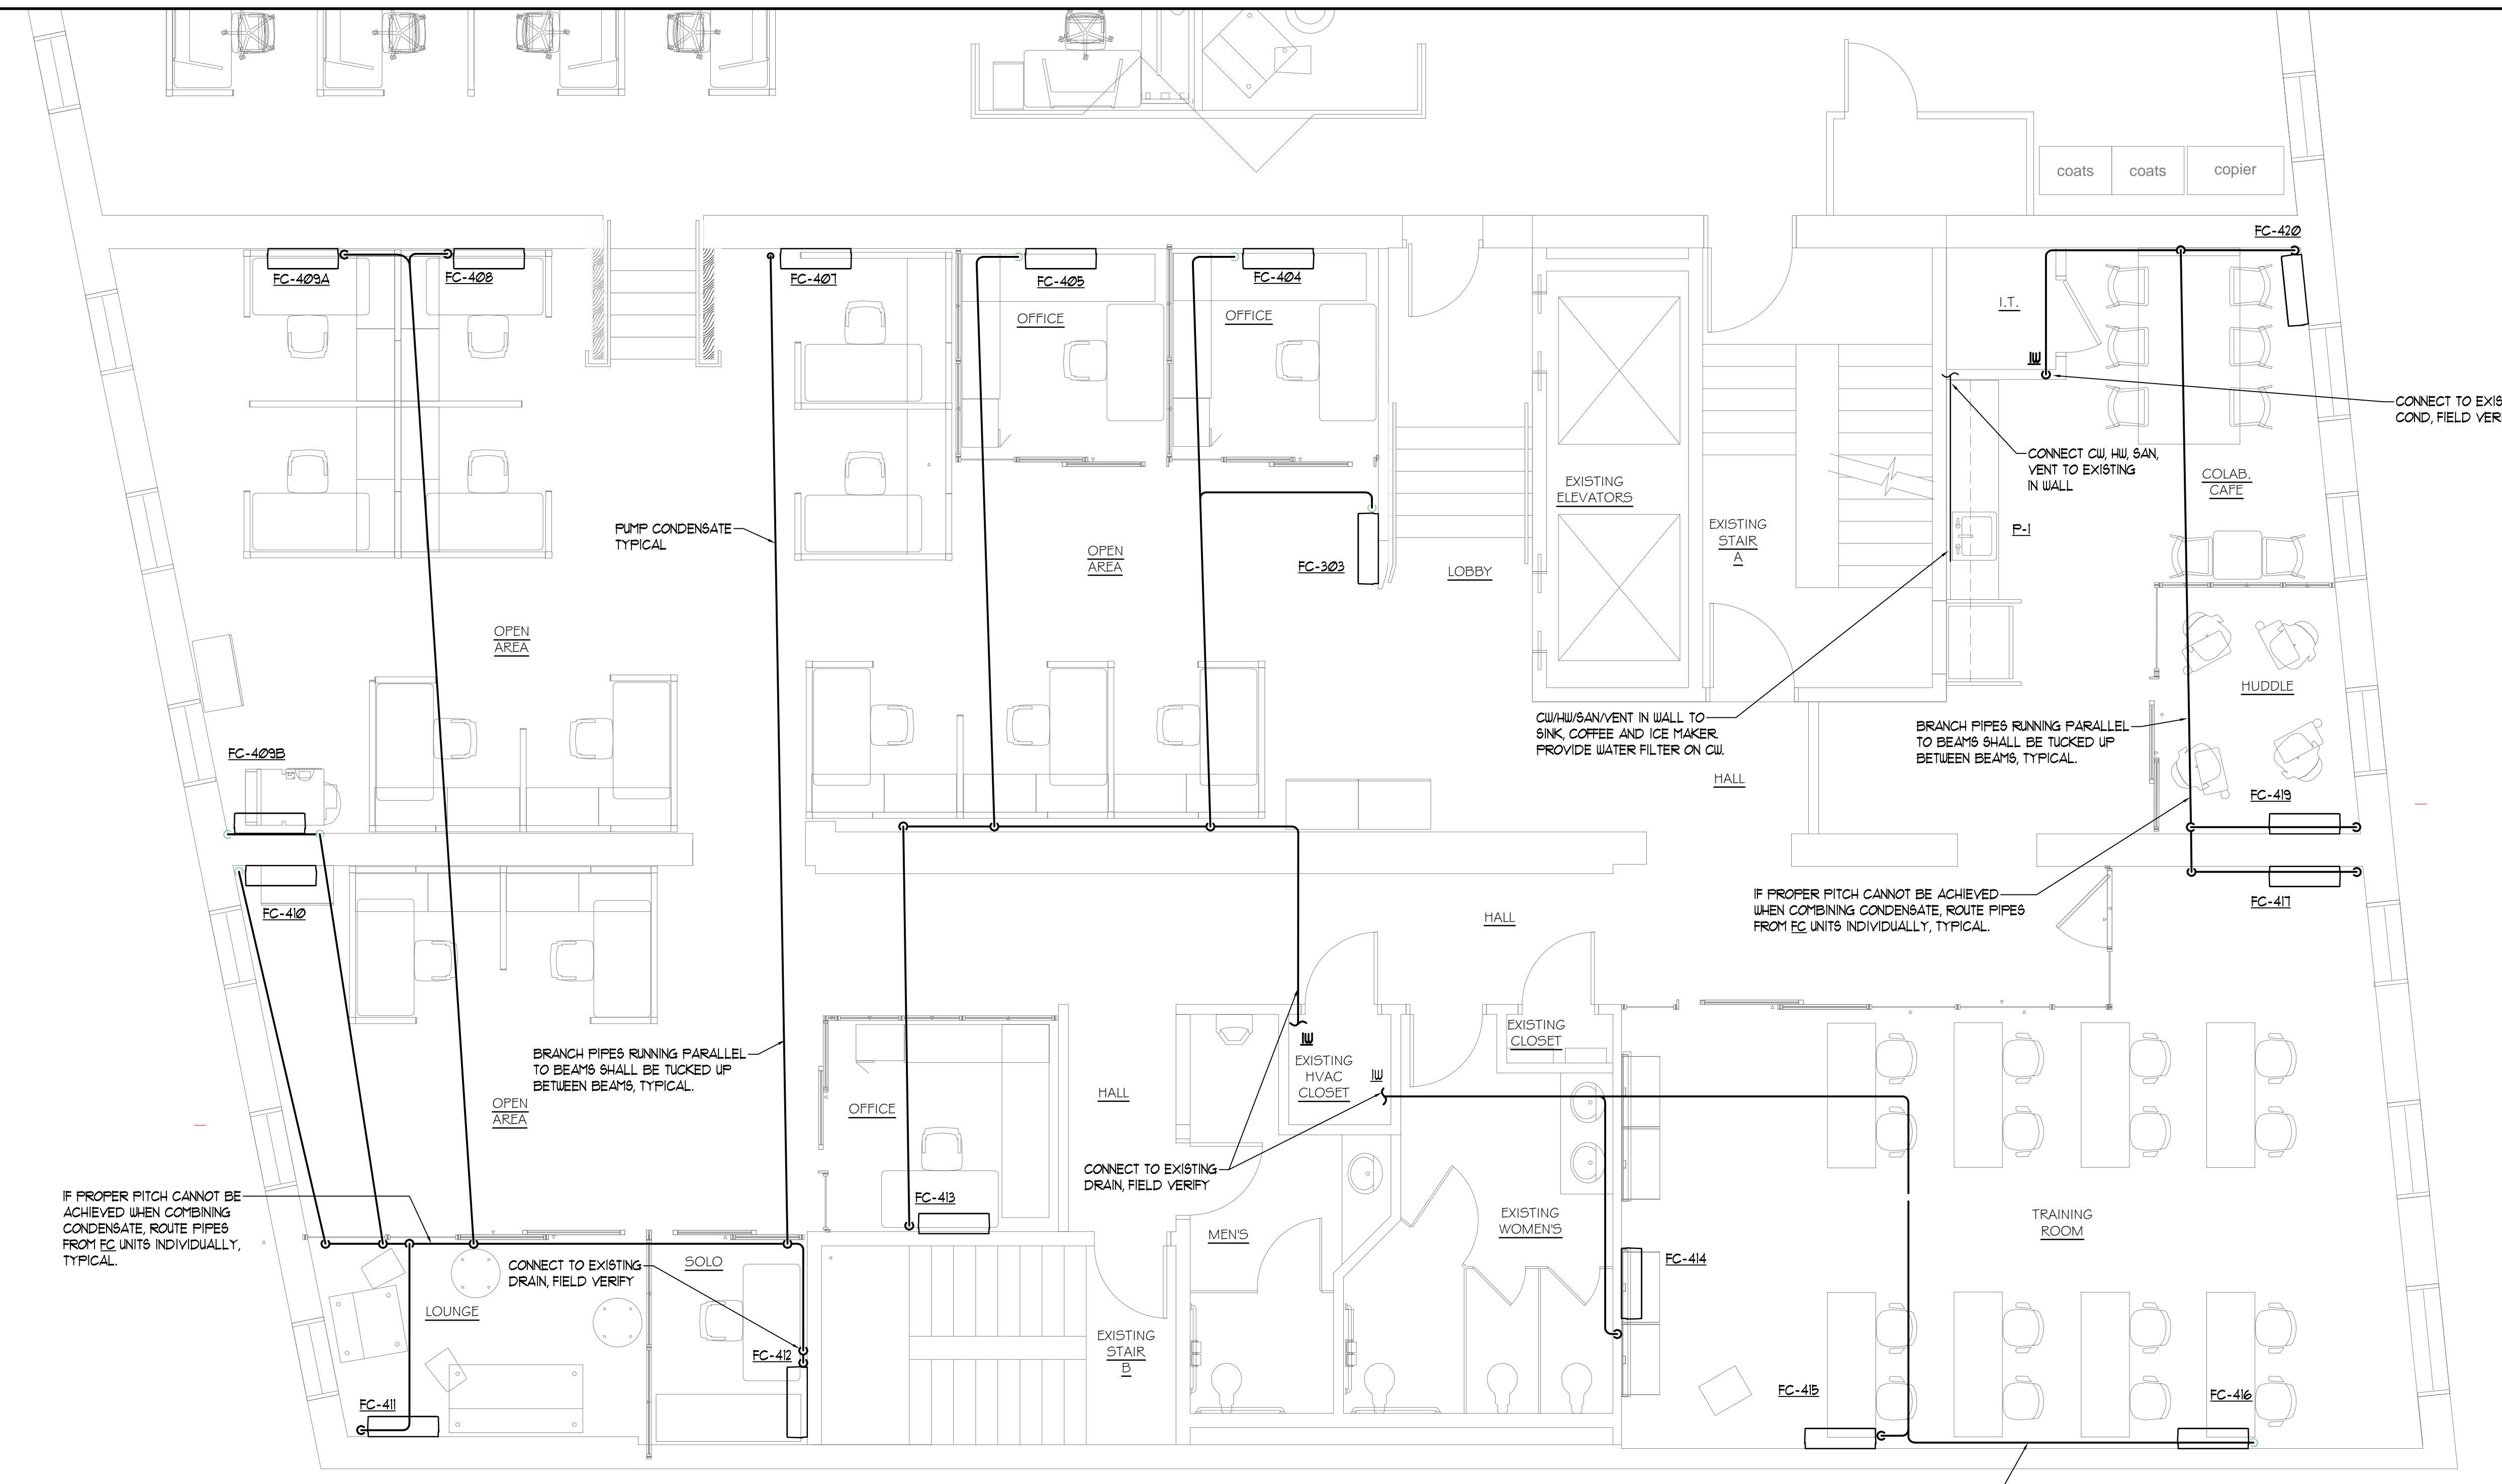 coats
coats
copier
FC-420
FC-409A
FC-408
FC-407
FC-405
FC-404
OFFICE
OFFICE
I.T.
IW
CONNECT TO EXIS
COND, FIELD VER
CONNECT CW, HW, SAN,
VENT TO EXISTING
IN WALL
COLAB.
CAFE
EXISTING
ELEVATORS
EXISTING
STAIR
A
P-1
PUMP CONDENSATE
TYPICAL
OPEN
AREA
FC-303
LOBBY
OPEN
AREA
HUDDLE
CW/HW/SAN/VENT IN WALL TO
SINK, COFFEE AND ICE MAKER.
PROVIDE WATER FILTER ON CW.
BRANCH PIPES RUNNING PARALLEL
TO BEAMS SHALL BE TUCKED UP
BETWEEN BEAMS, TYPICAL.
FC-409B
HALL
FC-419
FC-410
IF PROPER PITCH CANNOT BE ACHIEVED
WHEN COMBINING CONDENSATE, ROUTE PIPES
FROM FC UNITS INDIVIDUALLY, TYPICAL.
FC-417
HALL
BRANCH PIPES RUNNING PARALLEL
TO BEAMS SHALL BE TUCKED UP
BETWEEN BEAMS, TYPICAL.
IW
EXISTING
HVAC
CLOSET
IW
EXISTING
CLOSET
OPEN
AREA
OFFICE
HALL
CONNECT TO EXISTING
DRAIN, FIELD VERIFY
IF PROPER PITCH CANNOT BE
ACHIEVED WHEN COMBINING
CONDENSATE, ROUTE PIPES
FROM FC UNITS INDIVIDUALLY,
TYPICAL.
FC-413
MEN'S
EXISTING
WOMEN'S
TRAINING
ROOM
SOLO
CONNECT TO EXISTING
DRAIN, FIELD VERIFY
FC-414
LOUNGE
FC-412
EXISTING
STAIR
B
FC-411
FC-415
FC-416